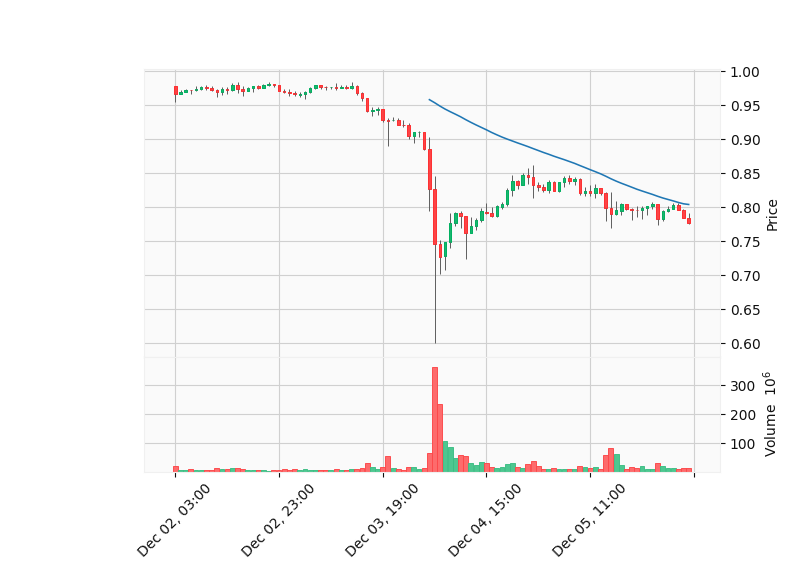 1.00
0.95
0.90
0.85
0.80
0.75
0.70
0.65
0.60
Price
300
200
100
Volume 10^6
Dec 02, 03:00
Dec 02, 23:00
Dec 03, 19:00
Dec 04, 15:00
Dec 05, 11:00